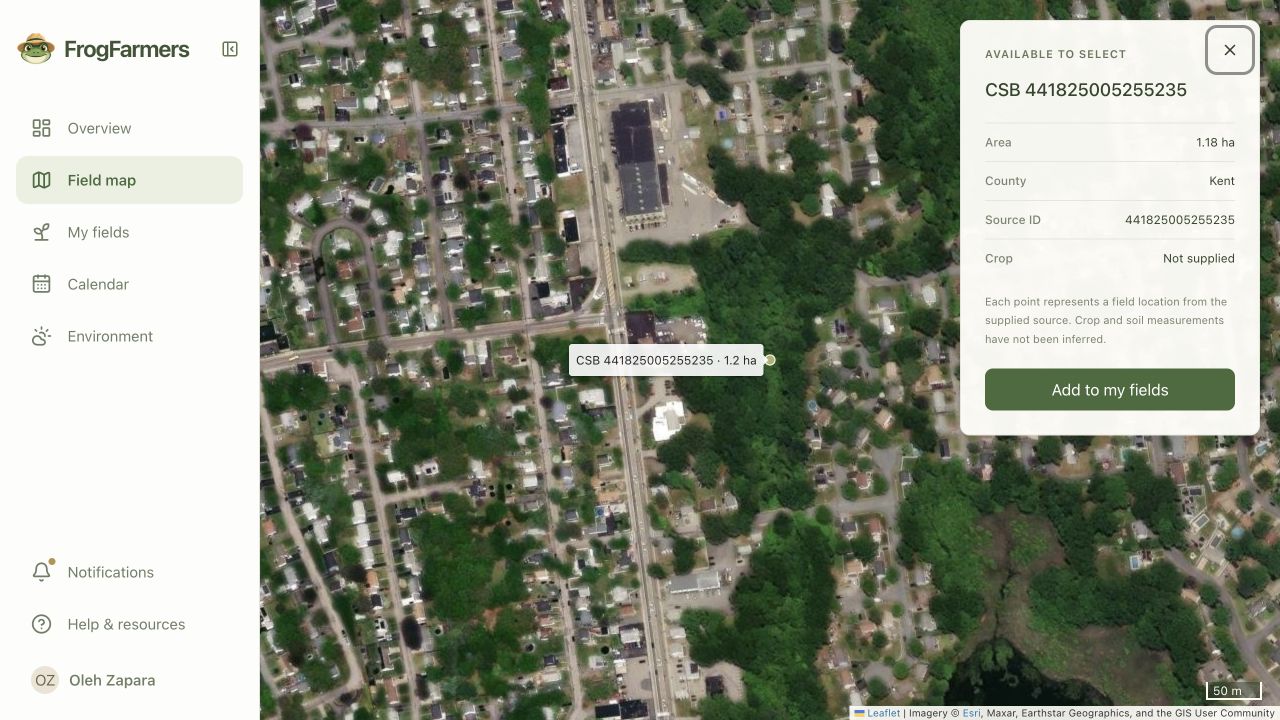 FrogFarmers
Overview
Field map
My fields
Calendar
Environment
Notifications
Help & resources
OZ Oleh Zapara
CSB 441825005255235 · 1.2 ha
AVAILABLE TO SELECT
CSB 441825005255235
Area 1.18 ha
County Kent
Source ID 441825005255235
Crop Not supplied
Each point represents a field location from the
supplied source. Crop and soil measurements
have not been inferred.
Add to my fields
50 m
Leaflet | Imagery © Esri, Maxar, Earthstar Geographics, and the GIS User Community